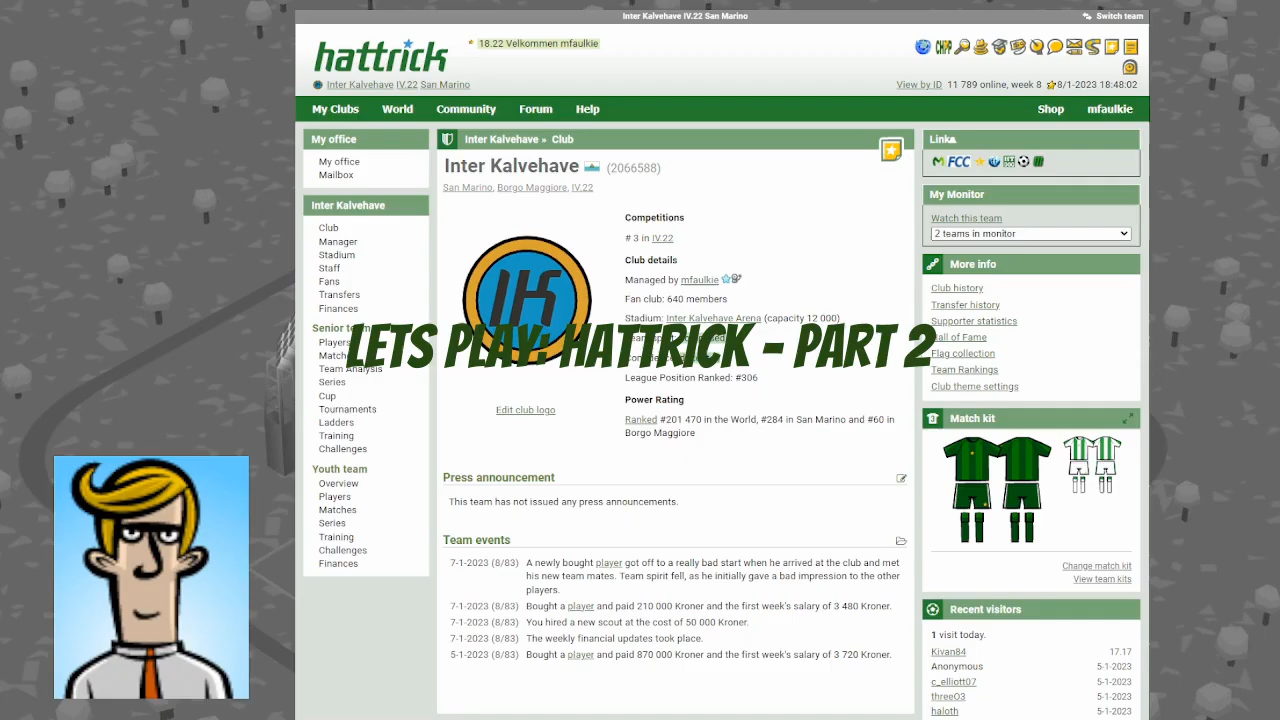 Inter Kalvehave IV.22 San Marino
Switch team
hattrick
18.22 Velkommen mfaulkie
CHPP
Inter Kalvehave IV.22 San Marino
View by ID 11 789 online, week 8 8/1-2023 18:48:02
My Clubs World Community Forum Help Shop mfaulkie
My office
My office
Mailbox
Inter Kalvehave
Club
Manager
Stadium
Staff
Fans
Transfers
Finances
Senior
Players
Team Analysis
Series
Cup
Tournaments
Ladders
Training
Challenges
Youth team
Overview
Players
Matches
Series
Training
Challenges
Finances
Inter Kalvehave » Club
Inter Kalvehave (2066588)
San Marino, Borgo Maggiore, IV.22
IK
Edit club logo
Competitions
# 3 in IV.22
Club details
Managed by mfaulkie
Fan club: 640 members
Stadium: Inter Kalvehave Arena (capacity 12 000)
LETS PLAY: HATTRICK - PART 2
League Position Ranked: #306
Power Rating
Ranked #201 470 in the World, #284 in San Marino and #60 in
Borgo Maggiore
Press announcement
This team has not issued any press announcements.
Team events
7-1-2023 (8/83) A newly bought player got off to a really bad start when he arrived at the club and met
his new team mates. Team spirit fell, as he initially gave a bad impression to the other
players.
7-1-2023 (8/83) Bought a player and paid 210 000 Kroner and the first week's salary of 3 480 Kroner.
7-1-2023 (8/83) You hired a new scout at the cost of 50 000 Kroner.
7-1-2023 (8/83) The weekly financial updates took place.
5-1-2023 (8/83) Bought a player and paid 870 000 Kroner and the first week's salary of 3 720 Kroner.
Links
FCC
My Monitor
Watch this team
2 teams in monitor
More info
Club history
Transfer history
Supporter statistics
Hall of Fame
Flag collection
Team Rankings
Club theme settings
Match kit
Change match kit
View team kits
Recent visitors
1 visit today.
Kivan84 17.17
Anonymous 5-1-2023
c_elliott07 5-1-2023
threeO3 5-1-2023
haloth 5-1-2023